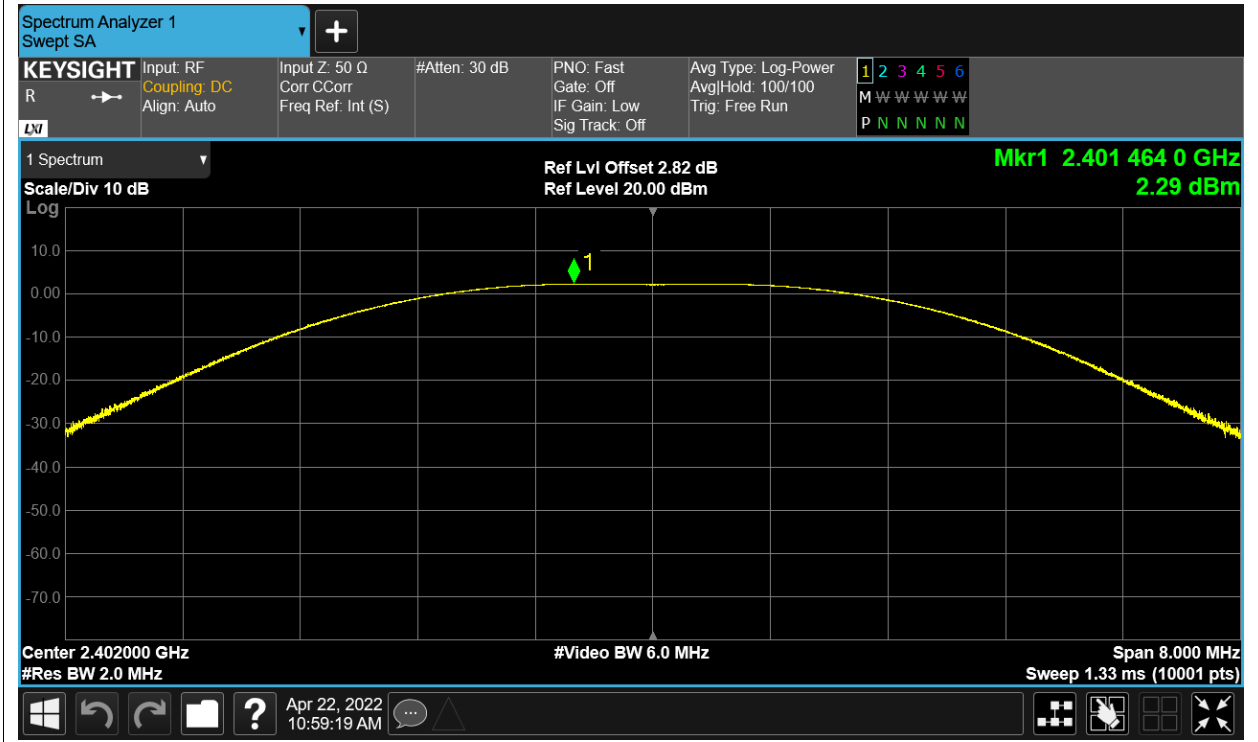 Spectrum Analyzer 1
Swept SA
KEYSIGHT
R
LXI
Input: RF
Coupling: DC
Align: Auto
Input Z: 50 Ω
Corr CCorr
Freq Ref: Int (S)
#Atten: 30 dB
PNO: Fast
Gate: Off
IF Gain: Low
Sig Track: Off
Avg Type: Log-Power
Avg|Hold: 100/100
Trig: Free Run
1 2 3 4 5 6
M W W W W W W
P N N N N N N
1 Spectrum
Scale/Div 10 dB
Log
Ref Lvl Offset 2.82 dB
Ref Level 20.00 dBm
Mkr1 2.401 464 0 GHz
2.29 dBm
1
10.0
0.00
-10.0
-20.0
-30.0
-40.0
-50.0
-60.0
-70.0
Center 2.402000 GHz
#Res BW 2.0 MHz
#Video BW 6.0 MHz
Span 8.000 MHz
Sweep 1.33 ms (10001 pts)
?
Apr 22, 2022
10:59:19 AM